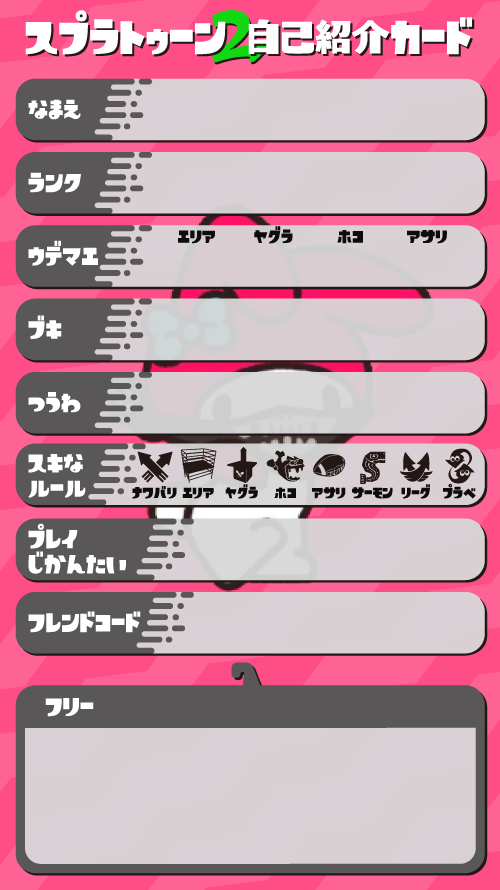 スプラトゥーン2自己紹介カード
なまえ
ランク
ウデマエ
エリア ヤグラ ホコ アサリ
ブキ
つうわ
スキな
ルール
ナワバリ エリア ヤグラ ホコ アサリ サーモン リーグ プラベ
プレイ
じかんたい
フレンドコード
フリー